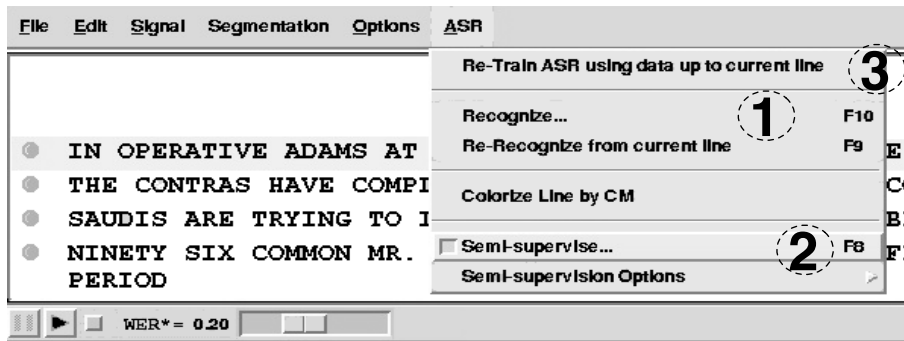 File Edit Signal Segmentation Options ASR
Re-Train ASR using data up to current line 3
Recognize... 1 F10
Re-Recognize from current line F9
Colorize Line by CM
Semi-supervise... 2 F8
Semi-supervision Options
IN OPERATIVE ADAMS AT
THE CONTRAS HAVE COMPI
SAUDIS ARE TRYING TO
NINETY SIX COMMON MR.
PERIOD
WER*= 0.20